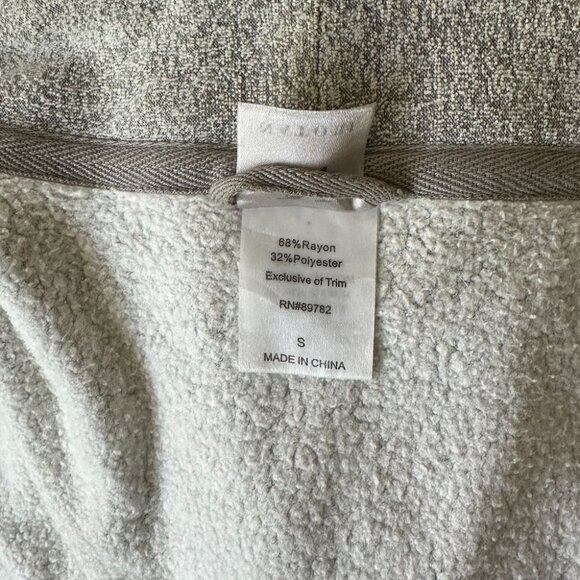 68%Rayon
32%Polyester
Exclusive of Trim
RN#89782
S
MADE IN CHINA